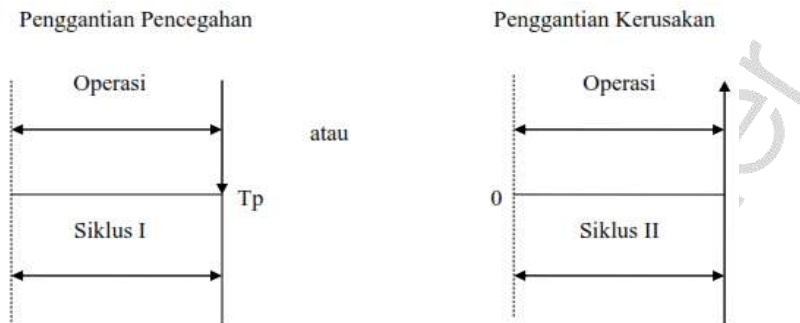 Penggantian Pencegahan
Penggantian Kerusakan
Operasi
Operasi
atau
Tp
0
Siklus I
Siklus II